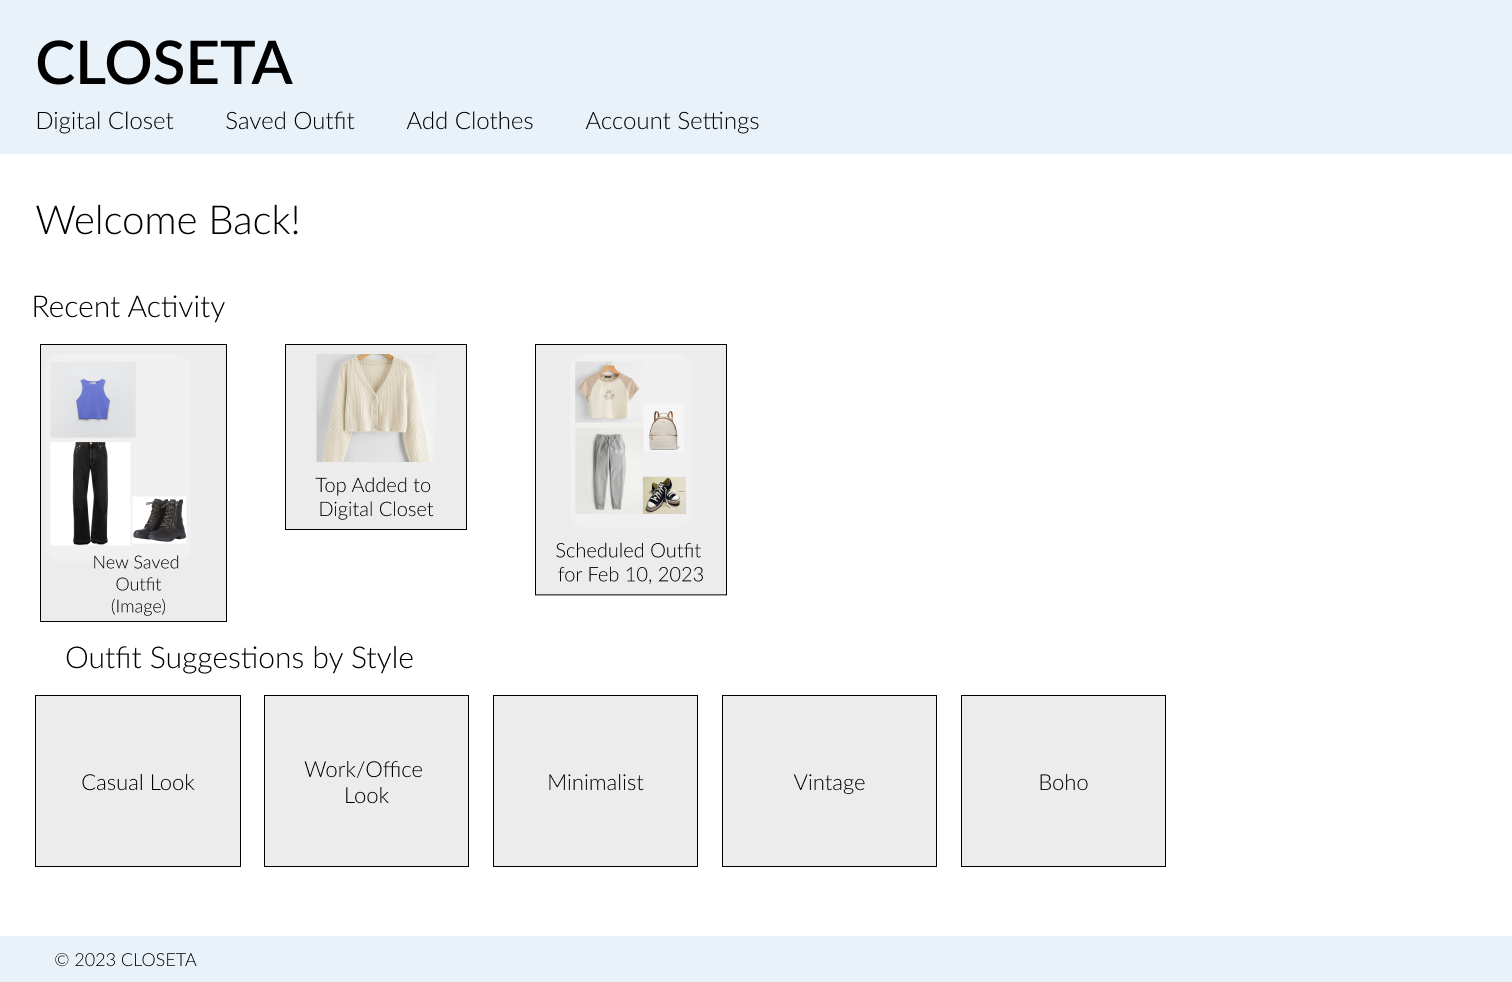 CLOSETA
Digital Closet Saved Outfit Add Clothes Account Settings
Welcome Back!
Recent Activity
New Saved
Outfit
(Image)
Top Added to
Digital Closet
Scheduled Outfit
for Feb 10, 2023
Outfit Suggestions by Style
Casual Look
Work/Office
Look
Minimalist
Vintage
Boho
© 2023 CLOSETA